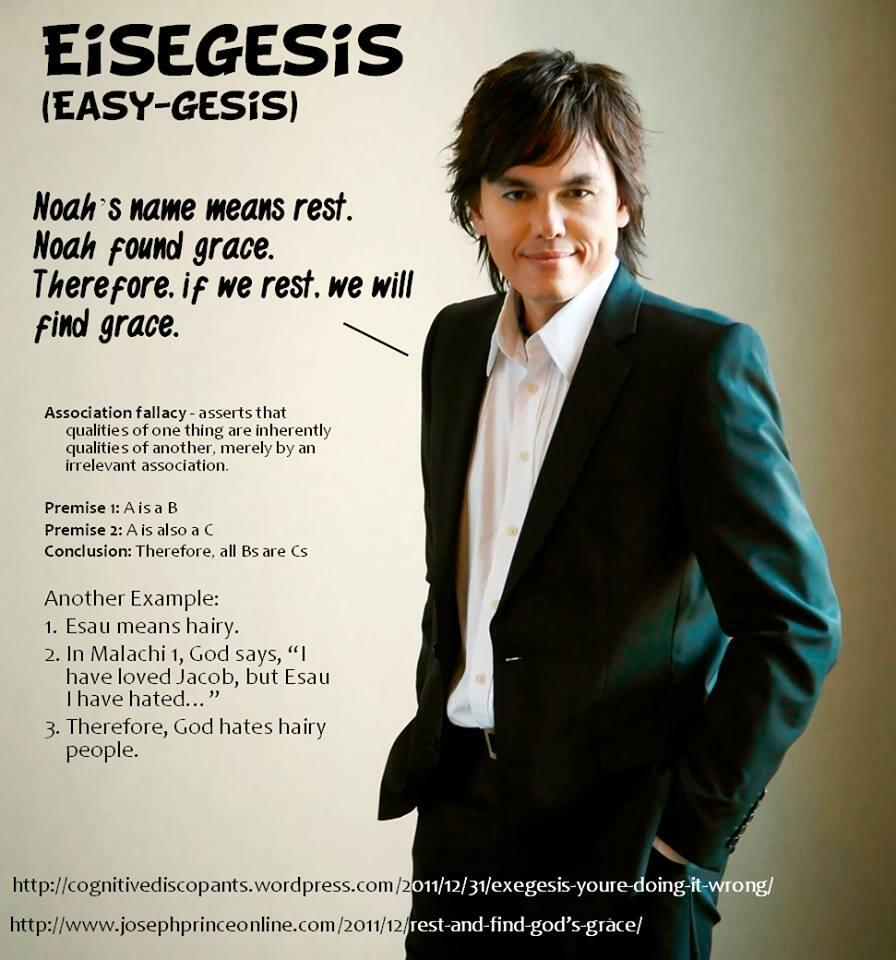 EiSEGESiS
(EASY-GESiS)
Noah's name means rest.
Noah found grace.
Therefore, if we rest, we will
find grace.
Association fallacy - asserts that
qualities of one thing are inherently
qualities of another, merely by an
irrelevant association.
Premise 1: A is a B
Premise 2: A is also a C
Conclusion: Therefore, all Bs are Cs
Another Example:
1. Esau means hairy.
2. In Malachi 1, God says, “I
have loved Jacob, but Esau
I have hated…”
3. Therefore, God hates hairy
people.
http://cognitivediscopants.wordpress.com/2011/12/31/exegesis-youre-doing-it-wrong/
http://www.josephprinceonline.com/2011/12/rest-and-find-god’s-grace/